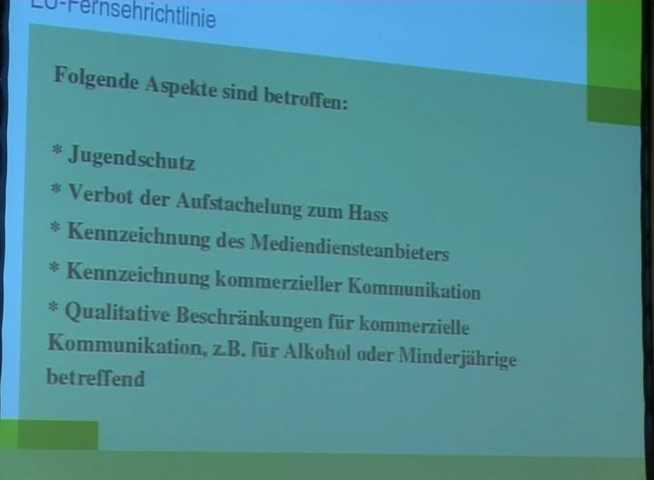 EU-Fernsehrichtlinie
Folgende Aspekte sind betroffen:
* Jugendschutz
* Verbot der Aufstachelung zum Hass
* Kennzeichnung des Mediendiensteanbieters
* Kennzeichnung kommerzieller Kommunikation
* Qualitative Beschränkungen für kommerzielle
Kommunikation, z.B. für Alkohol oder Minderjährige
betreffend